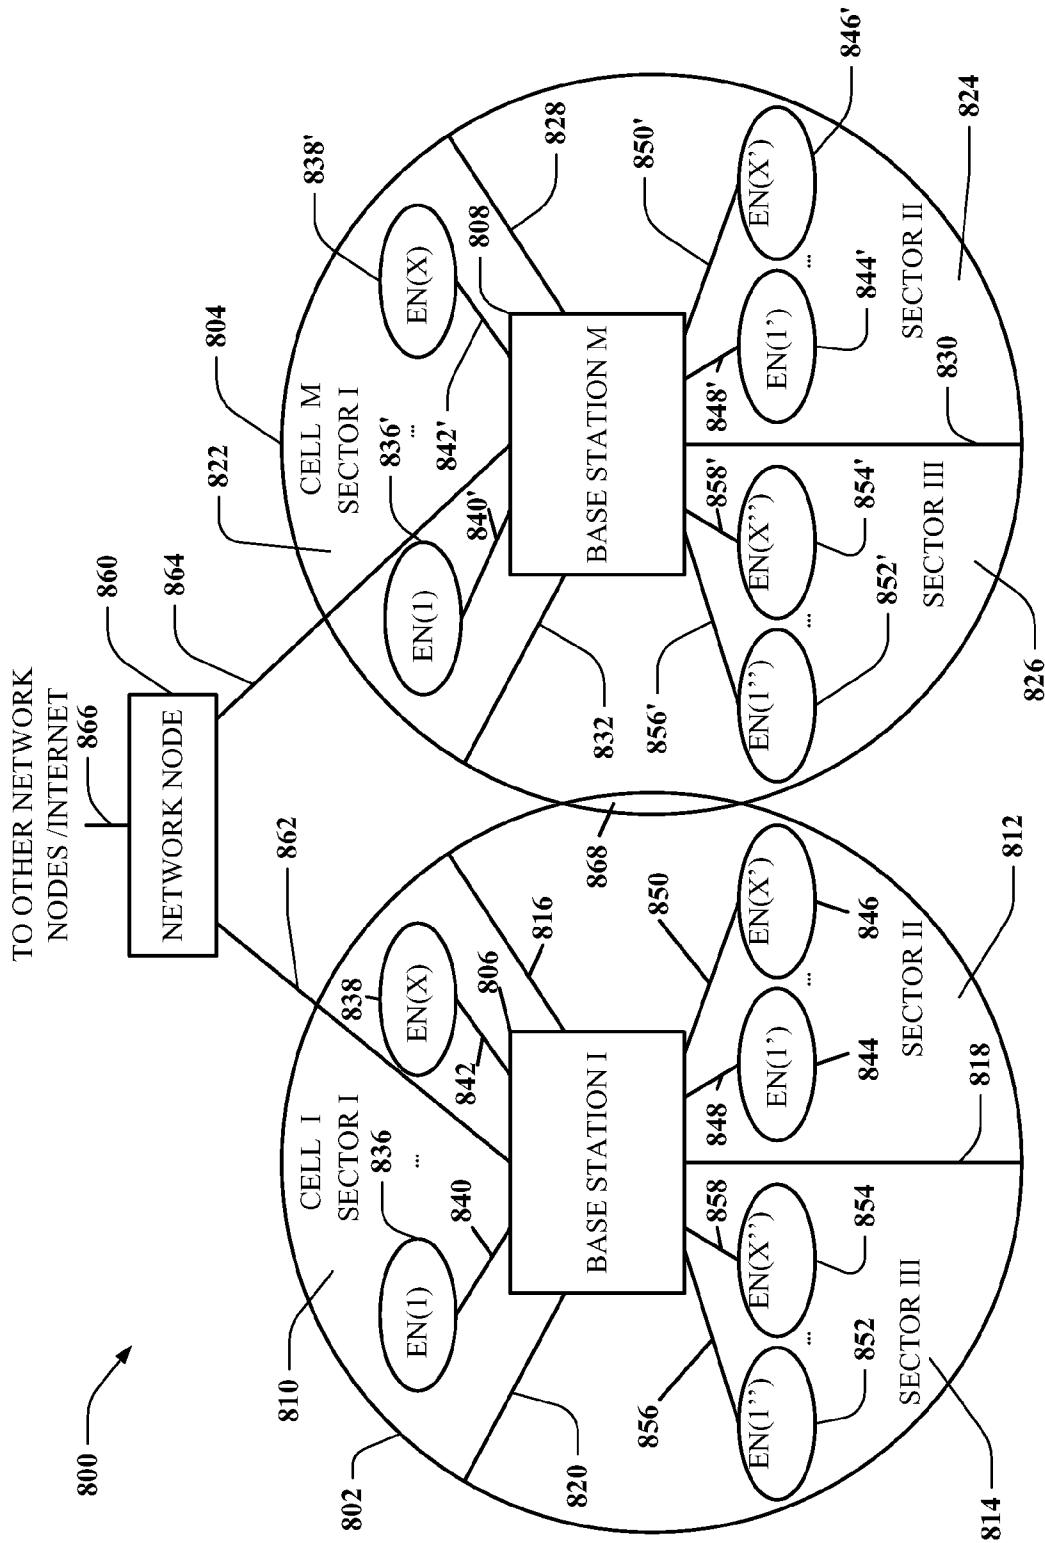 800
TO OTHER NETWORK
NODES /INTERNET
866
NETWORK NODE
860
862
864
802
810
CELL I
SECTOR I
836
...
EN(1)
840
838
EN(X)
842
806
816
BASE STATION I
820
856
858
848
850
EN(1'')
...
EN(X'')
852
854
SECTOR III
814
EN(1')
...
EN(X')
844
846
SECTOR II
812
818
868
804
822
CELL M
SECTOR I
836'
...
EN(1)
840'
838'
EN(X)
842'
808
828
BASE STATION M
832
856'
858'
848'
850'
EN(1'')
...
EN(X'')
852'
854'
SECTOR III
826
EN(1')
...
EN(X')
844'
846'
SECTOR II
824
830